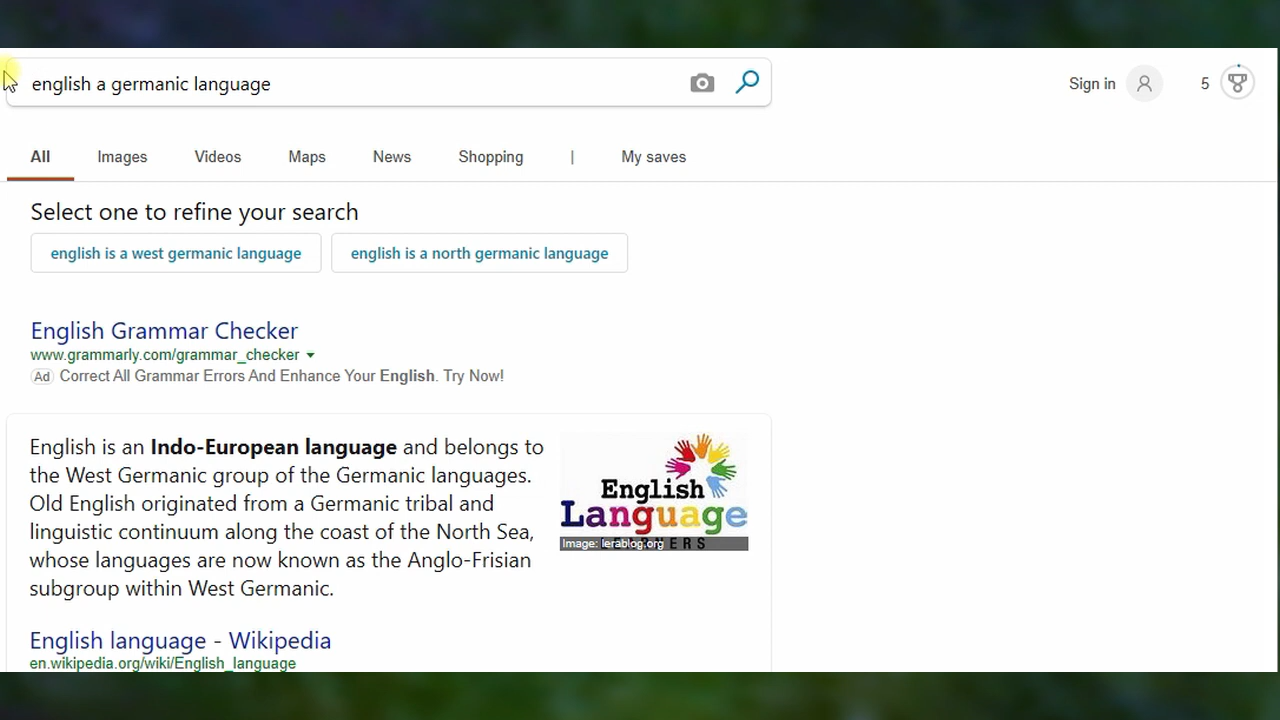 english a germanic language
Sign in
5
All Images Videos Maps News Shopping | My saves
Select one to refine your search
english is a west germanic language
english is a north germanic language
English Grammar Checker
www.grammarly.com/grammar_checker
Ad Correct All Grammar Errors And Enhance Your English. Try Now!
English is an Indo-European language and belongs to
the West Germanic group of the Germanic languages.
Old English originated from a Germanic tribal and
linguistic continuum along the coast of the North Sea,
whose languages are now known as the Anglo-Frisian
subgroup within West Germanic.
English
Language
Image: lerablog.org
English language - Wikipedia
en.wikipedia.org/wiki/English_language